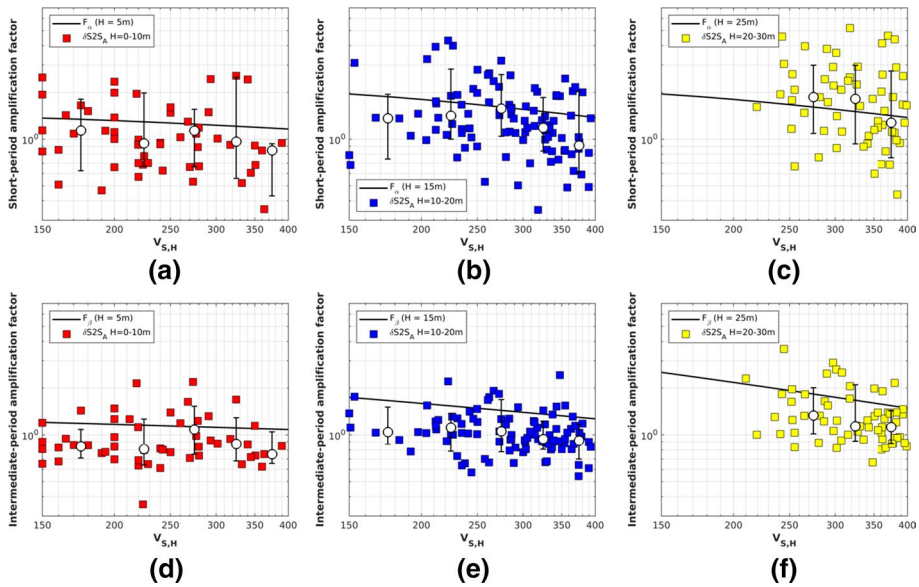 Short-period amplification factor
F_α (H = 5m)
δS2S_A H=0-10m
10^0
150 200 250 300 350 400
V_S,H
(a)
Short-period amplification factor
F_α (H = 15m)
δS2S_A H=10-20m
10^0
150 200 250 300 350 400
V_S,H
(b)
Short-period amplification factor
F_α (H = 25m)
δS2S_A H=20-30m
10^0
150 200 250 300 350 400
V_S,H
(c)
Intermediate-period amplification factor
F_β (H = 5m)
δS2S_A H=0-10m
10^0
150 200 250 300 350 400
V_S,H
(d)
Intermediate-period amplification factor
F_β (H = 15m)
δS2S_A H=10-20m
10^0
150 200 250 300 350 400
V_S,H
(e)
Intermediate-period amplification factor
F_β (H = 25m)
δS2S_A H=20-30m
10^0
150 200 250 300 350 400
V_S,H
(f)